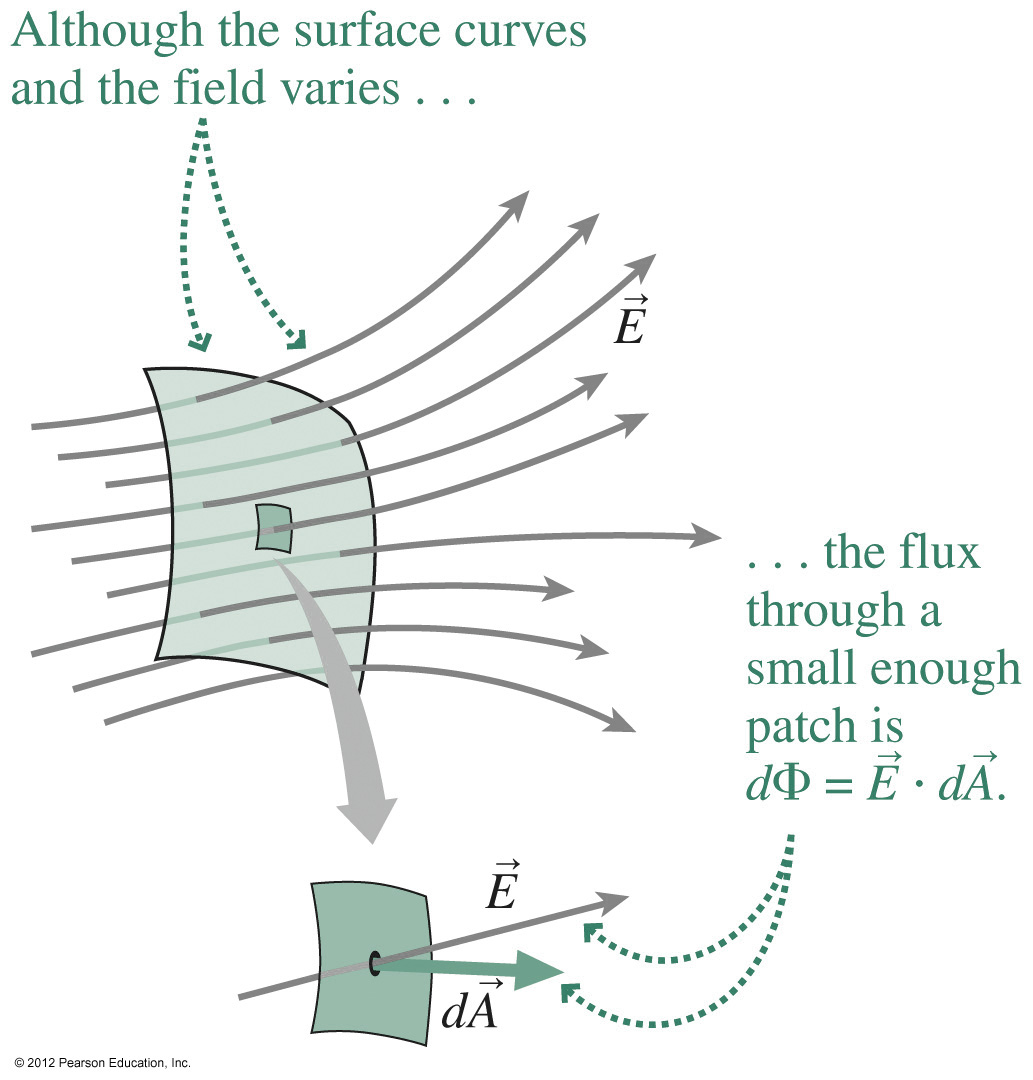 Although the surface curves
and the field varies . . .
E⃗
. . . the flux
through a
small enough
patch is
dΦ = E⃗ · dA⃗.
E⃗
dA⃗
© 2012 Pearson Education, Inc.